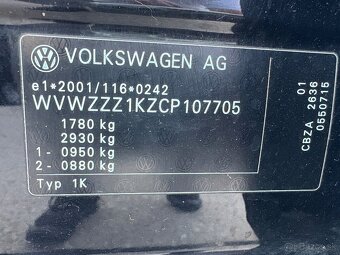 VOLKSWAGEN AG
e1*2001/116*0242
WVWZZZ1KZCP107705
1780 kg
2930 kg
1- 0950 kg
2- 0880 kg
Typ 1K
01
CBZA 2636
0550715